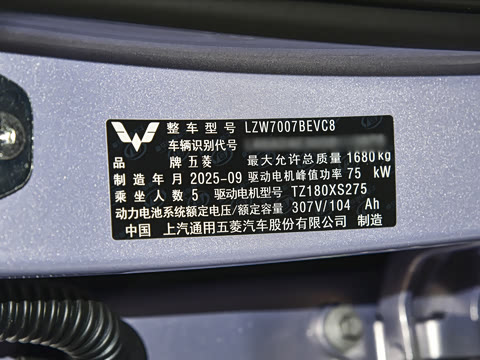 整车型号 LZW7007BEVC8
车辆识别代号
品牌 五菱 最大允许总质量 1680kg
制造年月 2025-09 驱动电机峰值功率 75 kW
乘坐人数 5 驱动电机型号 TZ180XS275
动力电池系统额定电压/额定容量 307V/104 Ah
中国 上汽通用五菱汽车股份有限公司 制造